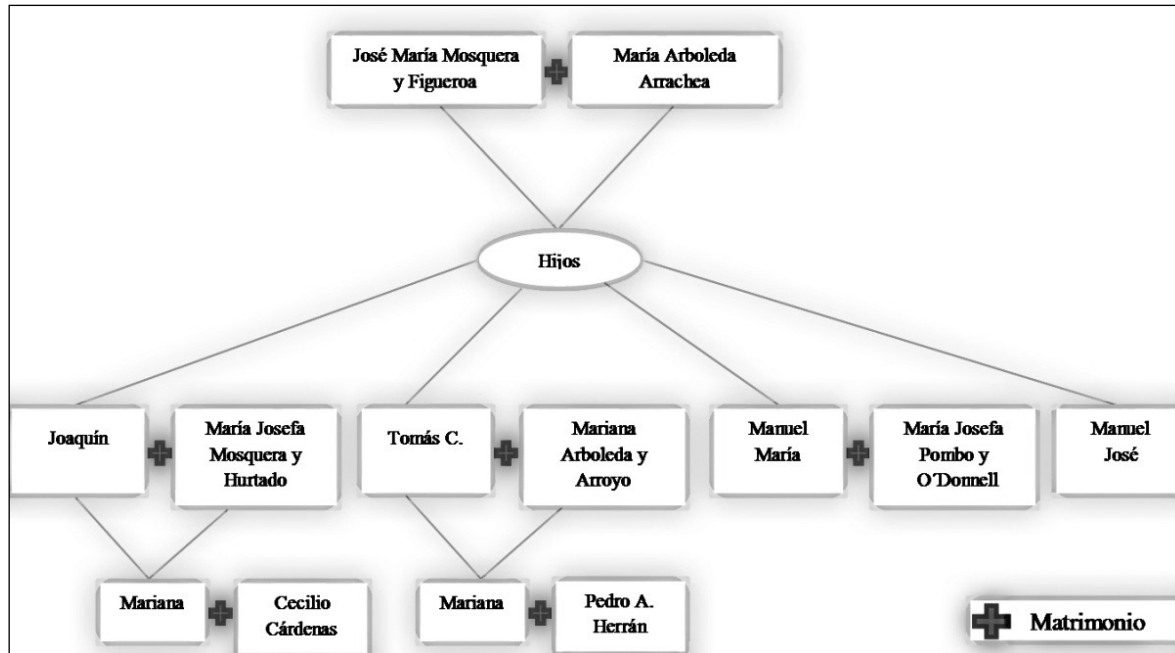 José María Mosquera
y Figueroa
María Arboleda
Arrachea
Hijos
Joaquín
María Josefa
Mosquera y
Hurtado
Tomás C.
Mariana
Arboleda y
Arroyo
Manuel
María
María Josefa
Pombo y
O´Donnell
Manuel
José
Mariana
Cecilio
Cárdenas
Mariana
Pedro A.
Herrán
Matrimonio